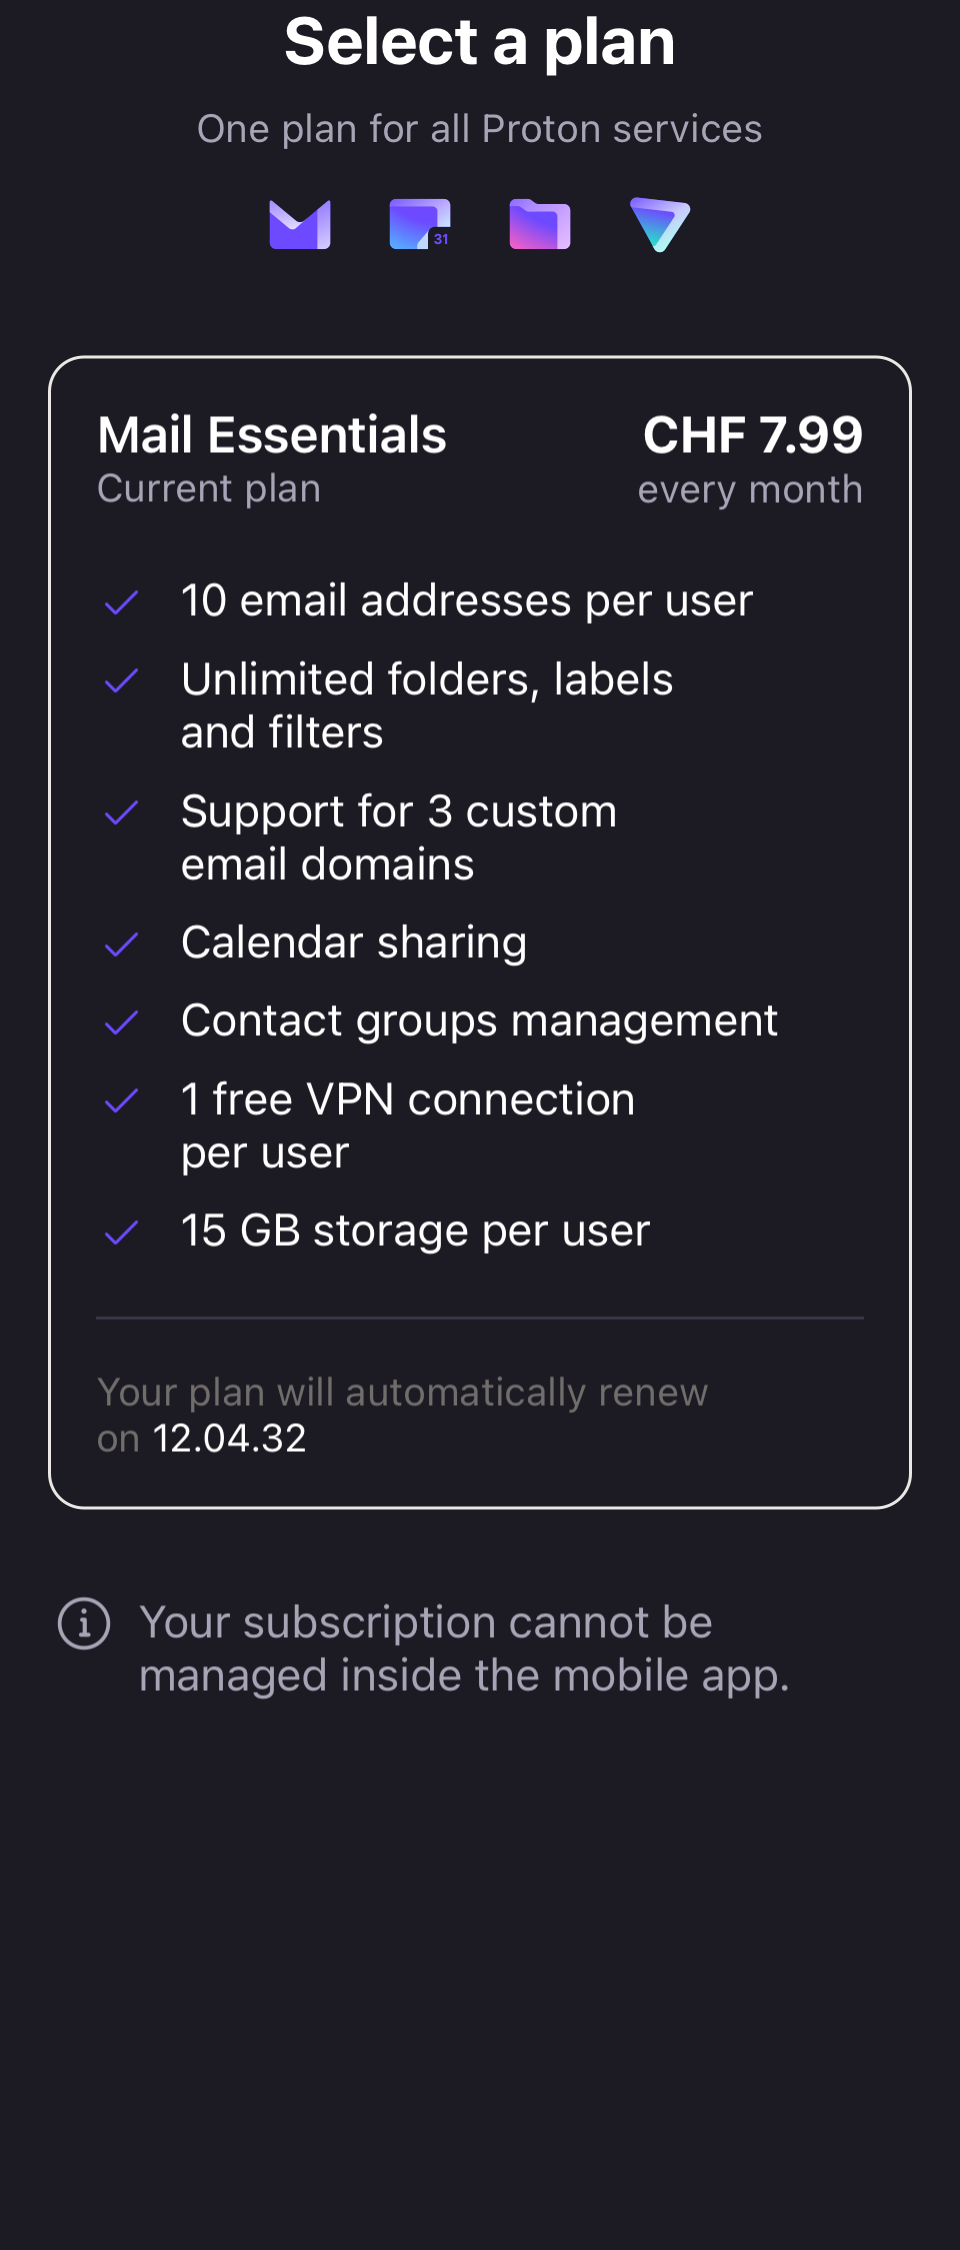 Select a plan
One plan for all Proton services
31
Mail Essentials
CHF 7.99
Current plan
every month
10 email addresses per user
Unlimited folders, labels
and filters
Support for 3 custom
email domains
Calendar sharing
Contact groups management
1 free VPN connection
per user
15 GB storage per user
Your plan will automatically renew
on 12.04.32
Your subscription cannot be
managed inside the mobile app.